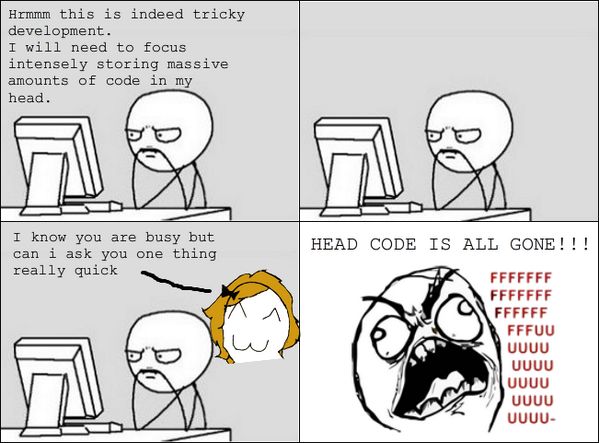 Hrmmm this is indeed tricky
development.
I will need to focus
intensely storing massive
amounts of code in my
head.
I know you are busy but
can i ask you one thing
really quick
HEAD CODE IS ALL GONE!!!
FFFFFFF
FFFFFFF
FFFFFF
FFFUU
UUUU
UUUU
UUUU
UUUU
UUUU-